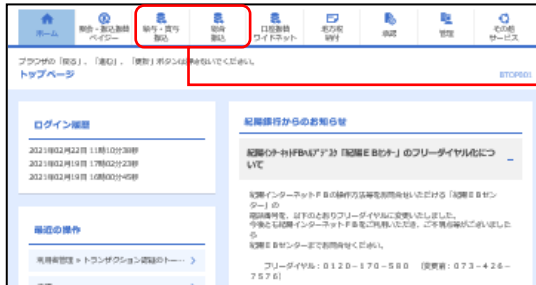 ホーム
照会・振込振替
ペイジー
給与・賞与
振込
総合
振込
口座振替
ワイドネット
地方税
納付
承認
管理
その他
サービス
ブラウザの「戻る」、「進む」、「更新」ボタンは押さないでください。
トップページ
BTOP801
ログイン履歴
2021年02月22日 11時10分38秒
2021年02月19日 17時02分23秒
2021年02月19日 16時00分45秒
最近の操作
利用者管理 » トランザクション認証のトー…
紀陽銀行からのお知らせ
紀陽インターネットFBヘルプデスク「紀陽ＥＢセンター」のフリーダイヤル化につ
いて
紀陽インターネットＦＢの操作方法等をお問合せいただける「紀陽ＥＢセン
ター」の
電話番号を、以下のとおりフリーダイヤルに変更いたしました。
今後とも紀陽インターネットＦＢをご利用いただき、ご不明点等がございました
ら
紀陽ＥＢセンターまでお問合せください。
フリーダイヤル：０１２０－１７０－５８０ （変更前：０７３－４２６－
７５７６）